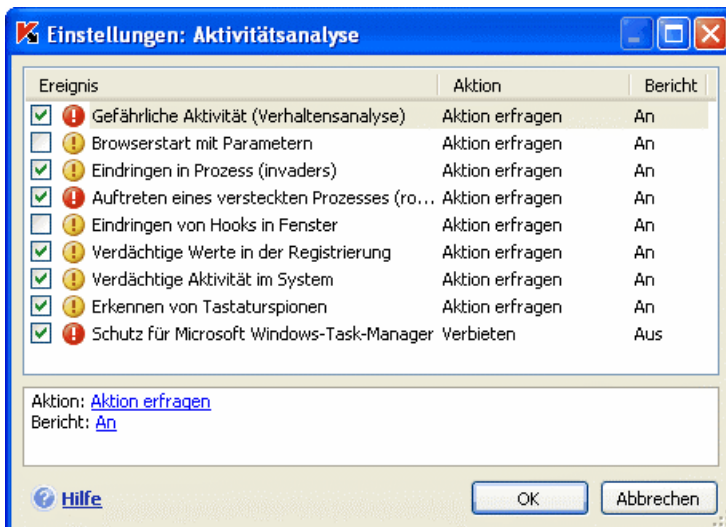 Einstellungen: Aktivitätsanalyse
Ereignis Aktion Bericht
Gefährliche Aktivität (Verhaltensanalyse) Aktion erfragen An
Browserstart mit Parametern Aktion erfragen An
Eindringen in Prozess (invaders) Aktion erfragen An
Auftreten eines versteckten Prozesses (ro... Aktion erfragen An
Eindringen von Hooks in Fenster Aktion erfragen An
Verdächtige Werte in der Registrierung Aktion erfragen An
Verdächtige Aktivität im System Aktion erfragen An
Erkennen von Tastaturspionen Aktion erfragen An
Schutz für Microsoft Windows-Task-Manager Verbieten Aus
Aktion: Aktion erfragen
Bericht: An
Hilfe OK Abbrechen